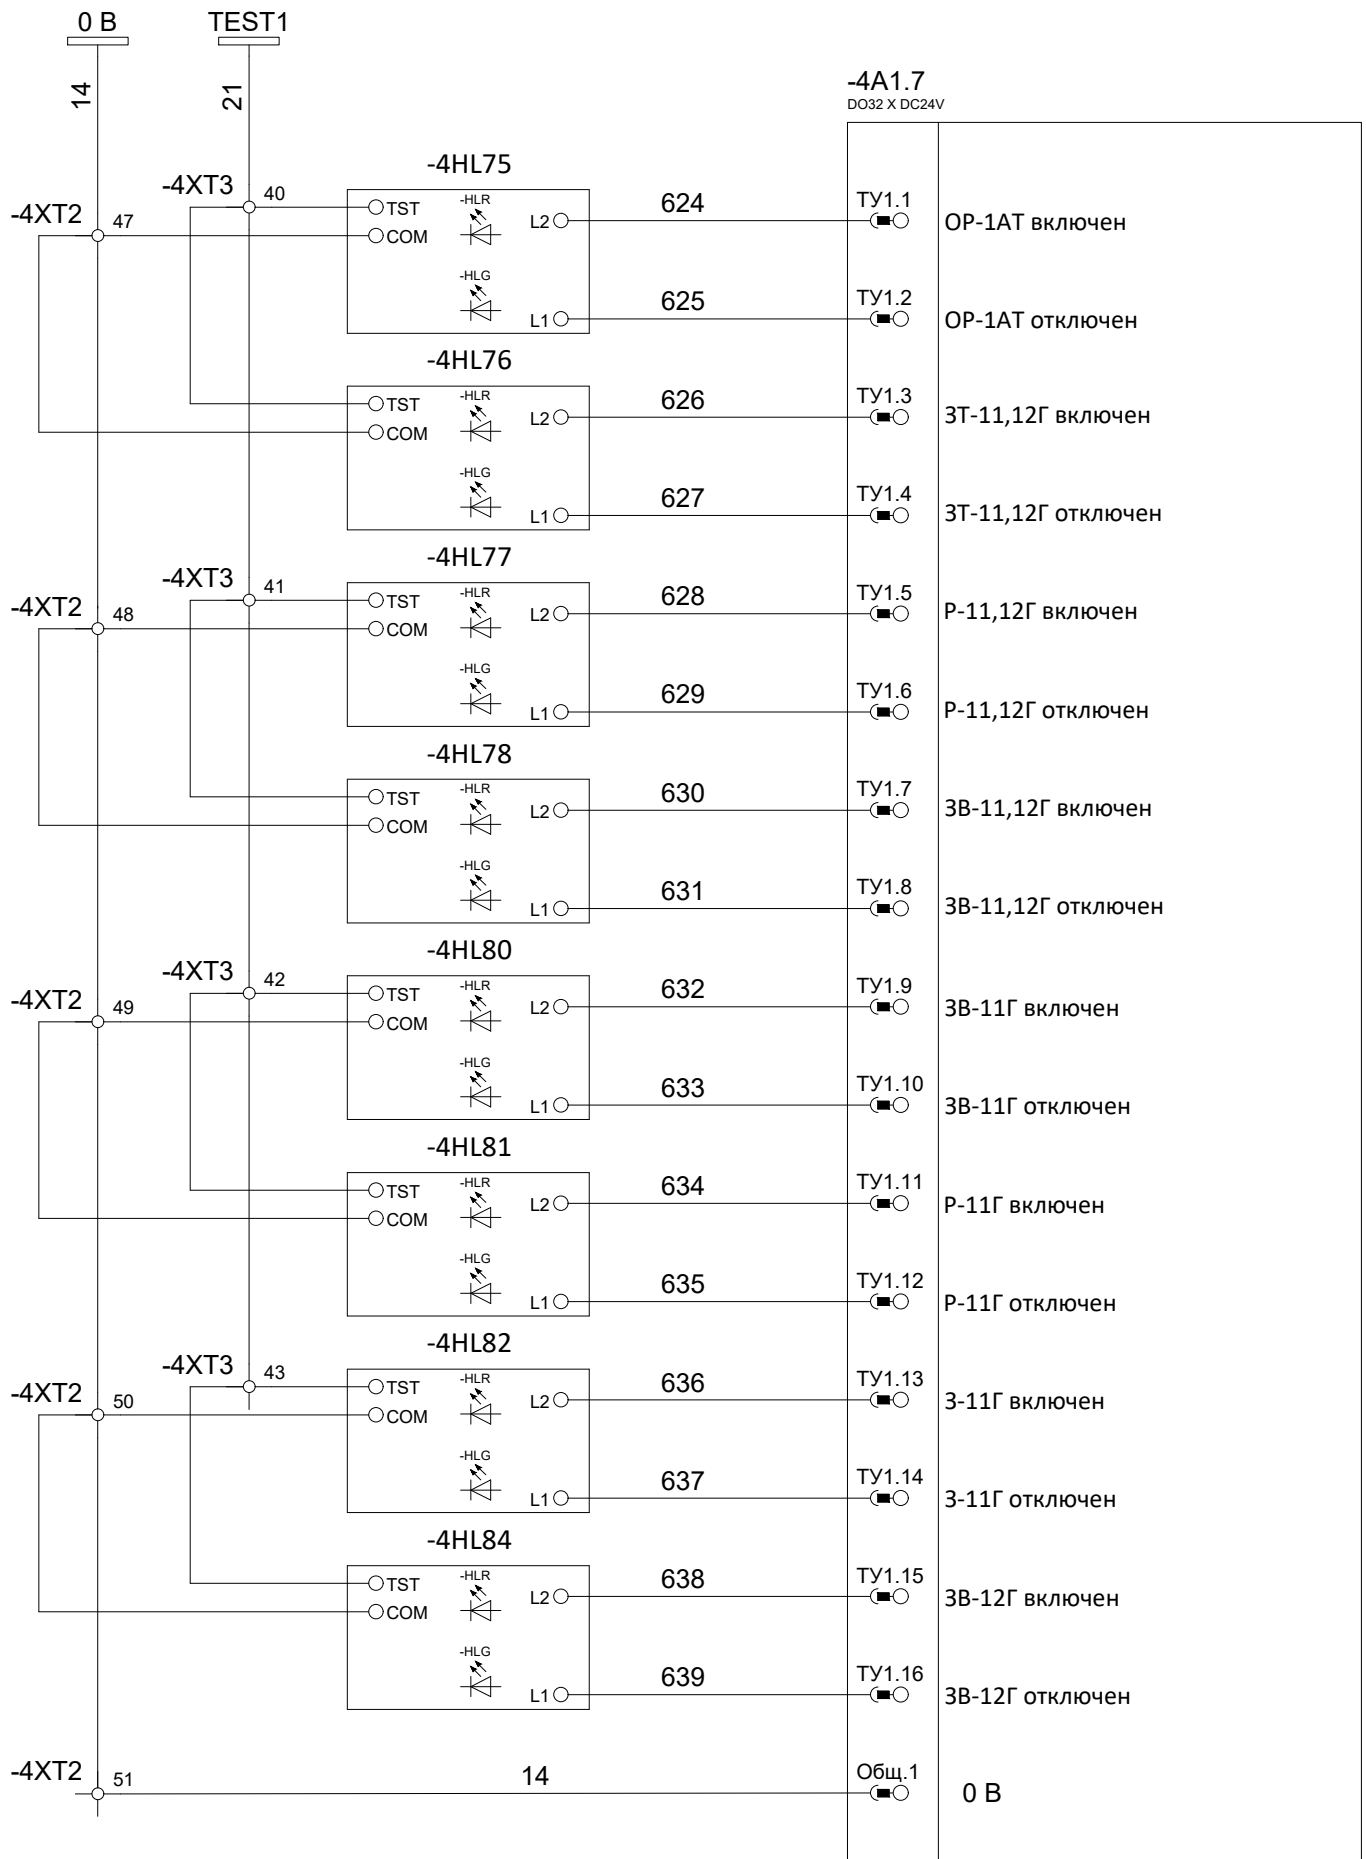 0 В
TEST1
14
21
-4A1.7
DO32 X DC24V
-4HL75
-4XT3
40
-4XT2
47
TST
COM
-HLR
L2
624
ТУ1.1
ОР-1АТ включен
-HLG
L1
625
ТУ1.2
ОР-1АТ отключен
-4HL76
TST
COM
-HLR
L2
626
ТУ1.3
ЗТ-11,12Г включен
-HLG
L1
627
ТУ1.4
ЗТ-11,12Г отключен
-4HL77
-4XT3
41
-4XT2
48
TST
COM
-HLR
L2
628
ТУ1.5
Р-11,12Г включен
-HLG
L1
629
ТУ1.6
Р-11,12Г отключен
-4HL78
TST
COM
-HLR
L2
630
ТУ1.7
ЗВ-11,12Г включен
-HLG
L1
631
ТУ1.8
ЗВ-11,12Г отключен
-4HL80
-4XT3
42
-4XT2
49
TST
COM
-HLR
L2
632
ТУ1.9
ЗВ-11Г включен
-HLG
L1
633
ТУ1.10
ЗВ-11Г отключен
-4HL81
TST
COM
-HLR
L2
634
ТУ1.11
Р-11Г включен
-HLG
L1
635
ТУ1.12
Р-11Г отключен
-4HL82
-4XT3
43
-4XT2
50
TST
COM
-HLR
L2
636
ТУ1.13
З-11Г включен
-HLG
L1
637
ТУ1.14
З-11Г отключен
-4HL84
TST
COM
-HLR
L2
638
ТУ1.15
ЗВ-12Г включен
-HLG
L1
639
ТУ1.16
ЗВ-12Г отключен
-4XT2
51
14
Общ.1
0 В